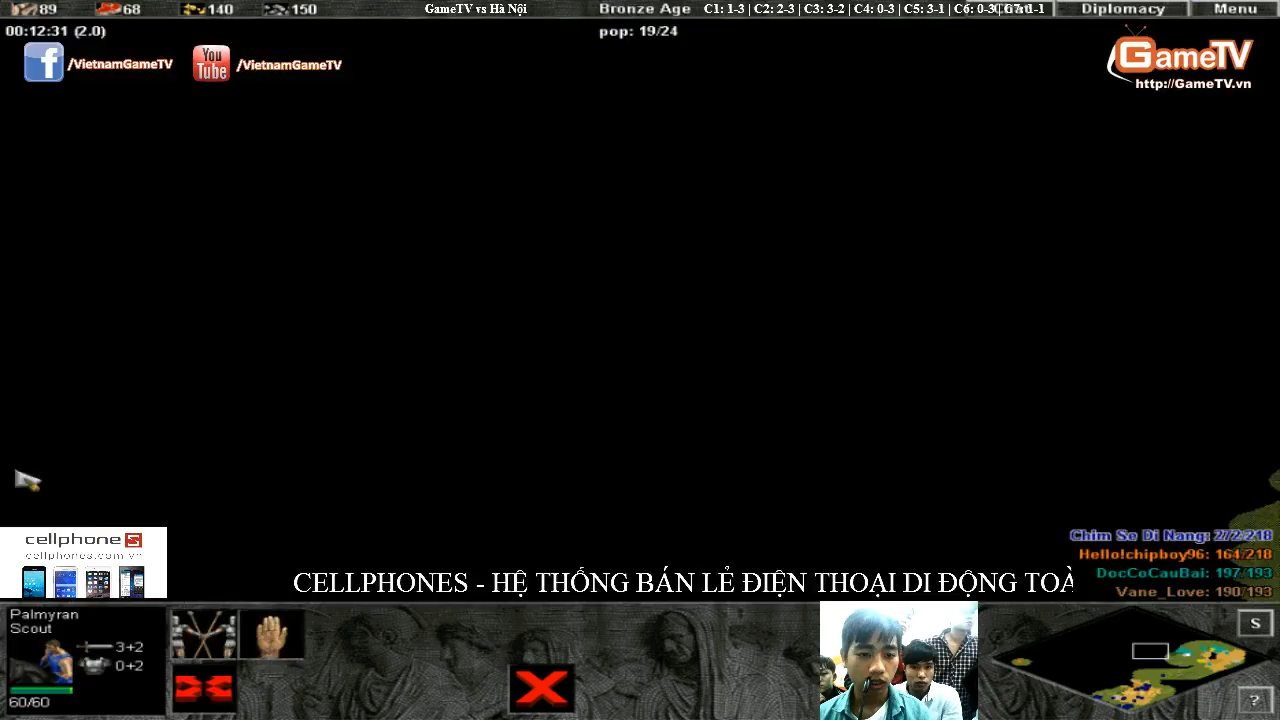 89 68 140 150 GameTV vs Hà Nội Bronze Age C1: 1-3 | C2: 2-3 | C3: 3-2 | C4: 0-3 | C5: 3-1 | C6: 0-3 Diplomacy Menu
00:12:31 (2.0) pop: 19/24
/VietnamGameTV You Tube /VietnamGameTV GameTV
http://GameTV.vn
cellphone S
cellphones.com.vn
Chim Se Di Nang: 272/218
Hello!chipboy96: 164/218
DocCoCauBai: 197/193
Vane_Love: 190/193
CELLPHONES - HỆ THỐNG BÁN LẺ ĐIỆN THOẠI DI ĐỘNG TOÀ
Palmyran
Scout
3+2
0+2
60/60
S
?